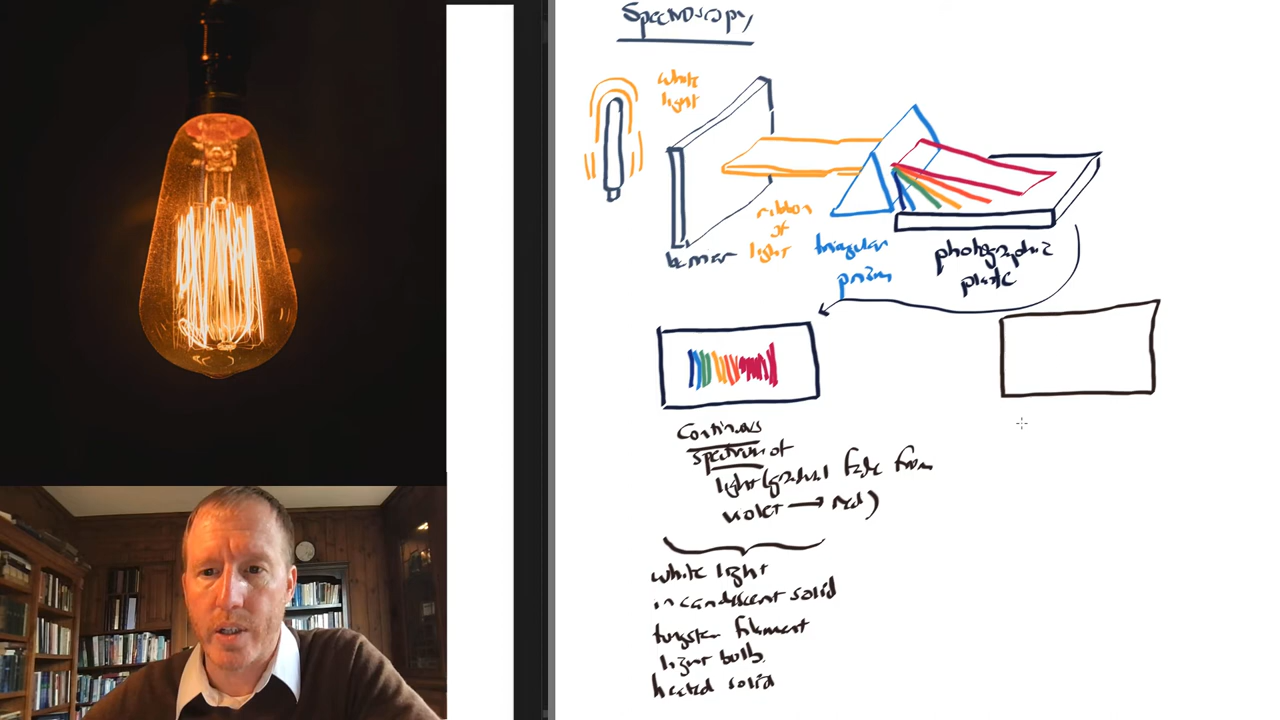 Spectroscopy
white
light
ribbon
of
light
triangular
prism
photographic
plate
Continuous
spectrum of
light (gradual fade from
violet → red)
white light
incandescent solid
tungsten filament
light bulb
heated solid